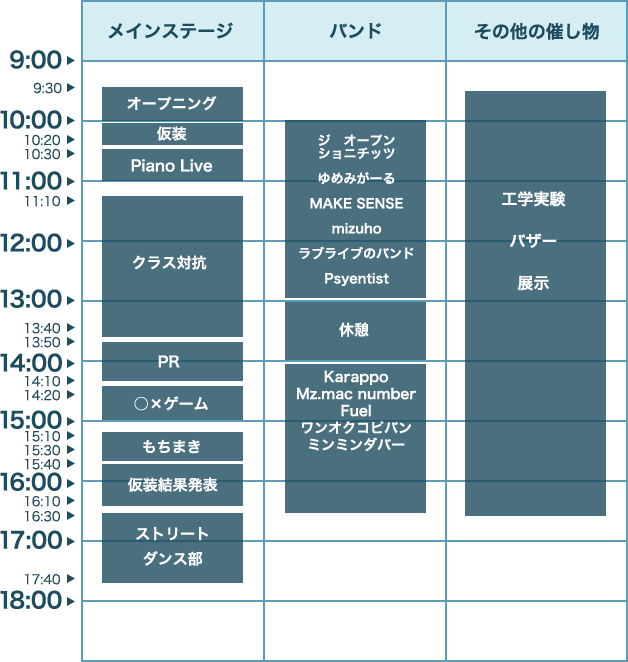 メインステージ
バンド
その他の催し物
9:00
9:30
10:00
10:20
10:30
11:00
11:10
12:00
13:00
13:40
13:50
14:00
14:10
14:20
15:00
15:10
15:30
15:40
16:00
16:10
16:30
17:00
17:40
18:00
オープニング
仮装
Piano Live
クラス対抗
PR
○×ゲーム
もちまき
仮装結果発表
ストリート
ダンス部
ジ　オープン
ショニチッツ
ゆめみがーる
MAKE SENSE
mizuho
ラブライブのバンド
Psyentist
休憩
Karappo
Mz.mac number
Fuel
ワンオクコピバン
ミンミンダバー
工学実験
バザー
展示